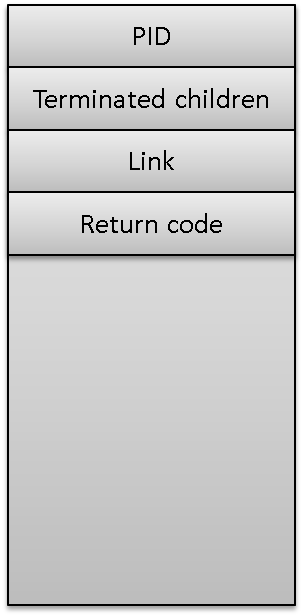 PID
Terminated children
Link
Return code